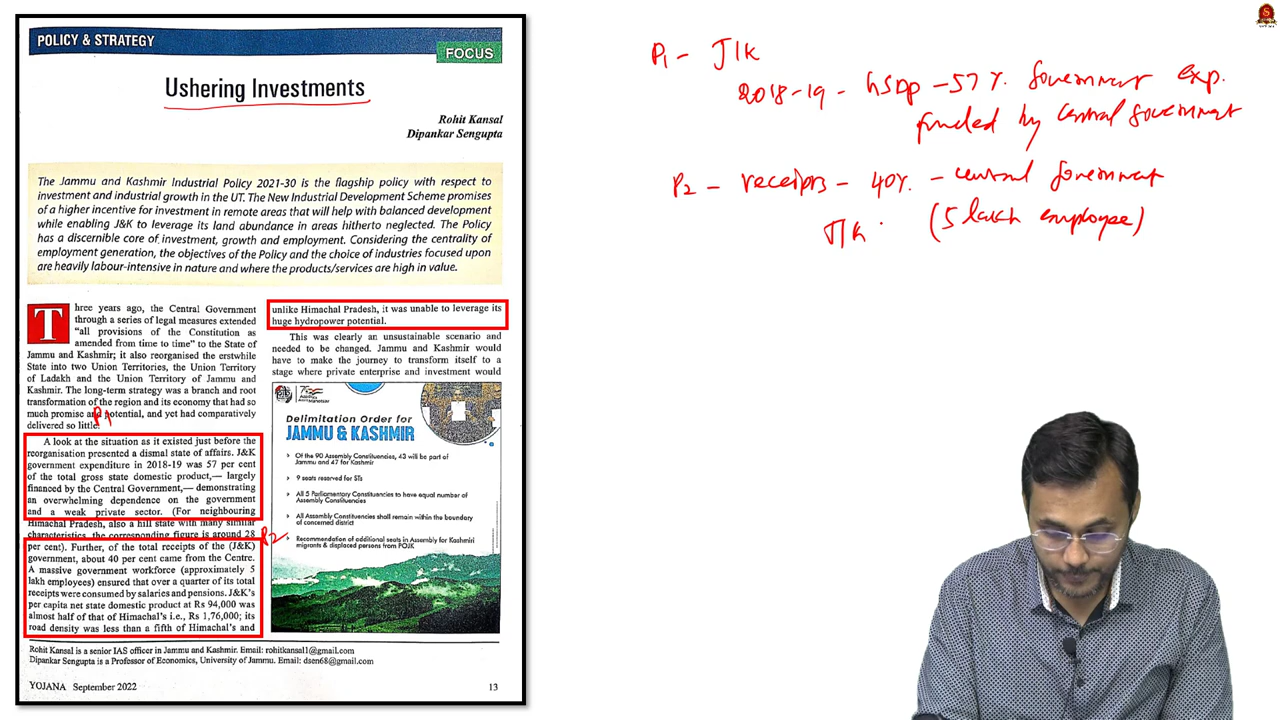 POLICY & STRATEGY
FOCUS
Ushering Investments
Rohit Kansal
Dipankar Sengupta
The Jammu and Kashmir Industrial Policy 2021-30 is the flagship policy with respect to
investment and industrial growth in the UT. The New Industrial Development Scheme promises
of a higher incentive for investment in remote areas that will help with balanced development
while enabling J&K to leverage its land abundance in areas hitherto neglected. The Policy
has a discernible core of investment, growth and employment. Considering the centrality of
employment generation, the objectives of the Policy and the choice of industries focused upon
are heavily labour-intensive in nature and where the products/services are high in value.
Three years ago, the Central Government
through a series of legal measures extended
"all provisions of the Constitution as
amended from time to time" to the State of
Jammu and Kashmir; it also reorganised the erstwhile
State into two Union Territories, the Union Territory
of Ladakh and the Union Territory of Jammu and
Kashmir. The long-term strategy was a branch and root
transformation of the region and its economy that had so
much promise and potential, and yet had comparatively
delivered so little.
P1
A look at the situation as it existed just before the
reorganisation presented a dismal state of affairs. J&K
government expenditure in 2018-19 was 57 per cent
of the total gross state domestic product,— largely
financed by the Central Government,— demonstrating
an overwhelming dependence on the government
and a weak private sector. (For neighbouring
Himachal Pradesh, also a hill state with many similar
characteristics, the corresponding figure is around 28
per cent). Further, of the total receipts of the (J&K)
P2
government, about 40 per cent came from the Centre.
A massive government workforce (approximately 5
lakh employees) ensured that over a quarter of its total
receipts were consumed by salaries and pensions. J&K's
per capita net state domestic product at Rs 94,000 was
almost half of that of Himachal's i.e., Rs 1,76,000; its
road density was less than a fifth of Himachal's and
unlike Himachal Pradesh, it was unable to leverage its
huge hydropower potential.
This was clearly an unsustainable scenario and
needed to be changed. Jammu and Kashmir would
have to make the journey to transform itself to a
stage where private enterprise and investment would
Delimitation Order for
JAMMU & KASHMIR
Of the 90 Assembly Constituencies, 43 will be part of
Jammu and 47 for Kashmir
9 seats reserved for STs
All 5 Parliamentary Constituencies to have equal number of
Assembly Constituencies
All Assembly Constituencies shall remain within the boundary
of concerned district
Recommendation of additional seats in Assembly for Kashmiri
migrants & displaced persons from POJK
Rohit Kansal is a senior IAS officer in Jammu and Kashmir. Email: rohitkansal1@gmail.com
Dipankar Sengupta is a Professor of Economics, University of Jammu. Email: dsen68@gmail.com
YOJANA September 2022
13
P1 - J/K
2018-19 - GSDP - 57%. Government exp.
funded by central Government
P2 - receipts - 40%. - central Government
J/K. (5 lakh employee)